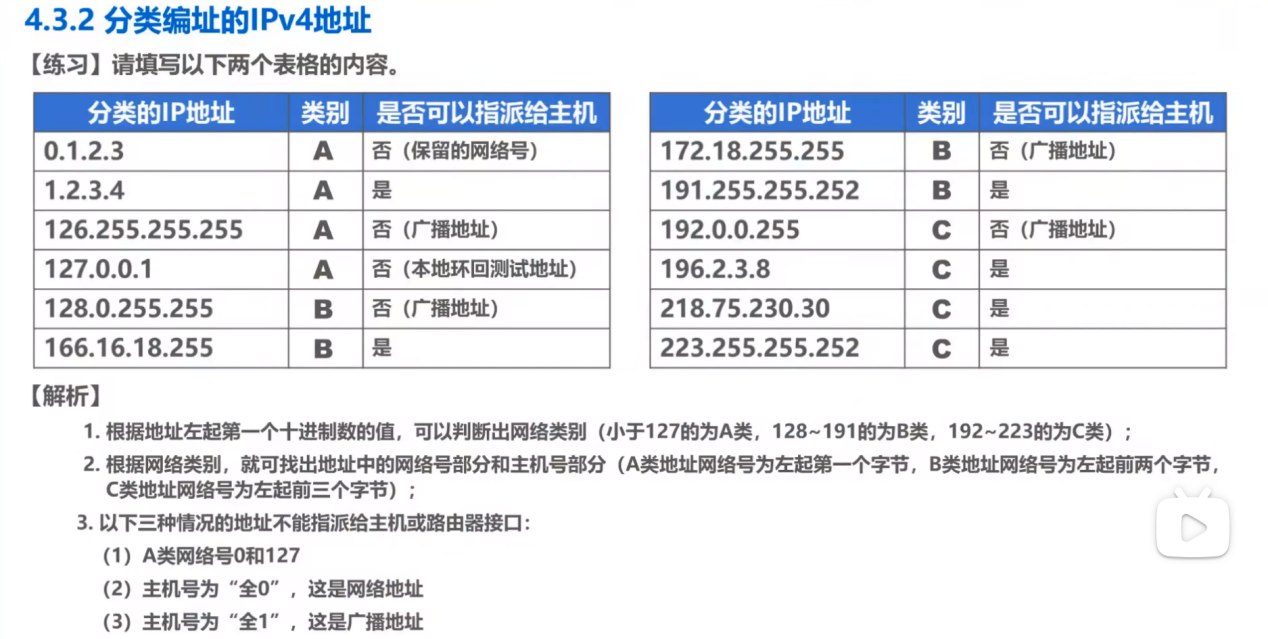 4.3.2 分类编址的IPv4地址
【练习】请填写以下两个表格的内容。
分类的IP地址 类别 是否可以指派给主机
0.1.2.3 A 否（保留的网络号）
1.2.3.4 A 是
126.255.255.255 A 否（广播地址）
127.0.0.1 A 否（本地环回测试地址）
128.0.255.255 B 否（广播地址）
166.16.18.255 B 是
分类的IP地址 类别 是否可以指派给主机
172.18.255.255 B 否（广播地址）
191.255.255.252 B 是
192.0.0.255 C 否（广播地址）
196.2.3.8 C 是
218.75.230.30 C 是
223.255.255.252 C 是
【解析】
1. 根据地址左起第一个十进制数的值，可以判断出网络类别（小于127的为A类，128~191的为B类，192~223的为C类）；
2. 根据网络类别，就可找出地址中的网络号部分和主机号部分（A类地址网络号为左起第一个字节，B类地址网络号为左起前两个字节，
C类地址网络号为左起前三个字节）；
3. 以下三种情况的地址不能指派给主机或路由器接口：
（1）A类网络号0和127
（2）主机号为“全0”，这是网络地址
（3）主机号为“全1”，这是广播地址